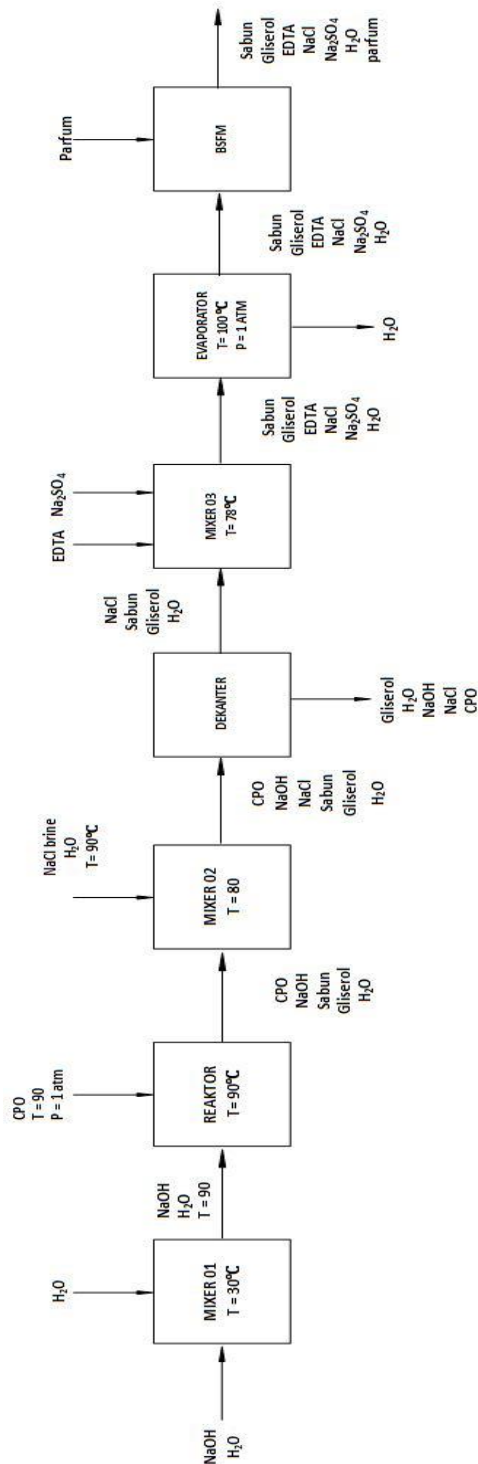 NaOH
H₂O
H₂O
MIXER 01
T = 30℃
NaOH
H₂O
T = 90
CPO
T = 90
P = 1 atm
REAKTOR
T= 90℃
CPO
NaOH
Sabun
Gliserol
H₂O
NaCl brine
H₂O
T= 90℃
MIXER 02
T = 80
CPO
NaOH
NaCl
Sabun
Gliserol
H₂O
DEKANTER
Gliserol
H₂O
NaOH
NaCl
CPO
NaCl
Sabun
Gliserol
H₂O
EDTA
Na₂SO₄
MIXER 03
T= 78℃
Sabun
Gliserol
EDTA
NaCl
Na₂SO₄
H₂O
EVAPORATOR
T= 100℃
P = 1 ATM
H₂O
Sabun
Gliserol
EDTA
NaCl
Na₂SO₄
H₂O
Parfum
BSFM
Sabun
Gliserol
EDTA
NaCl
Na₂SO₄
H₂O
parfum